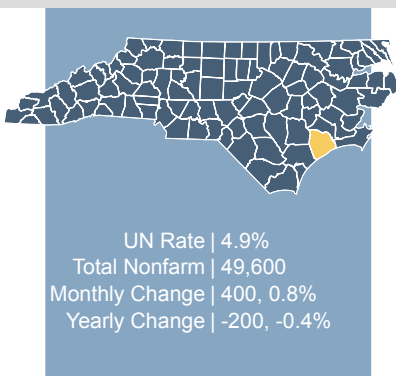 UN Rate | 4.9%
Total Nonfarm | 49,600
Monthly Change | 400, 0.8%
Yearly Change | -200, -0.4%